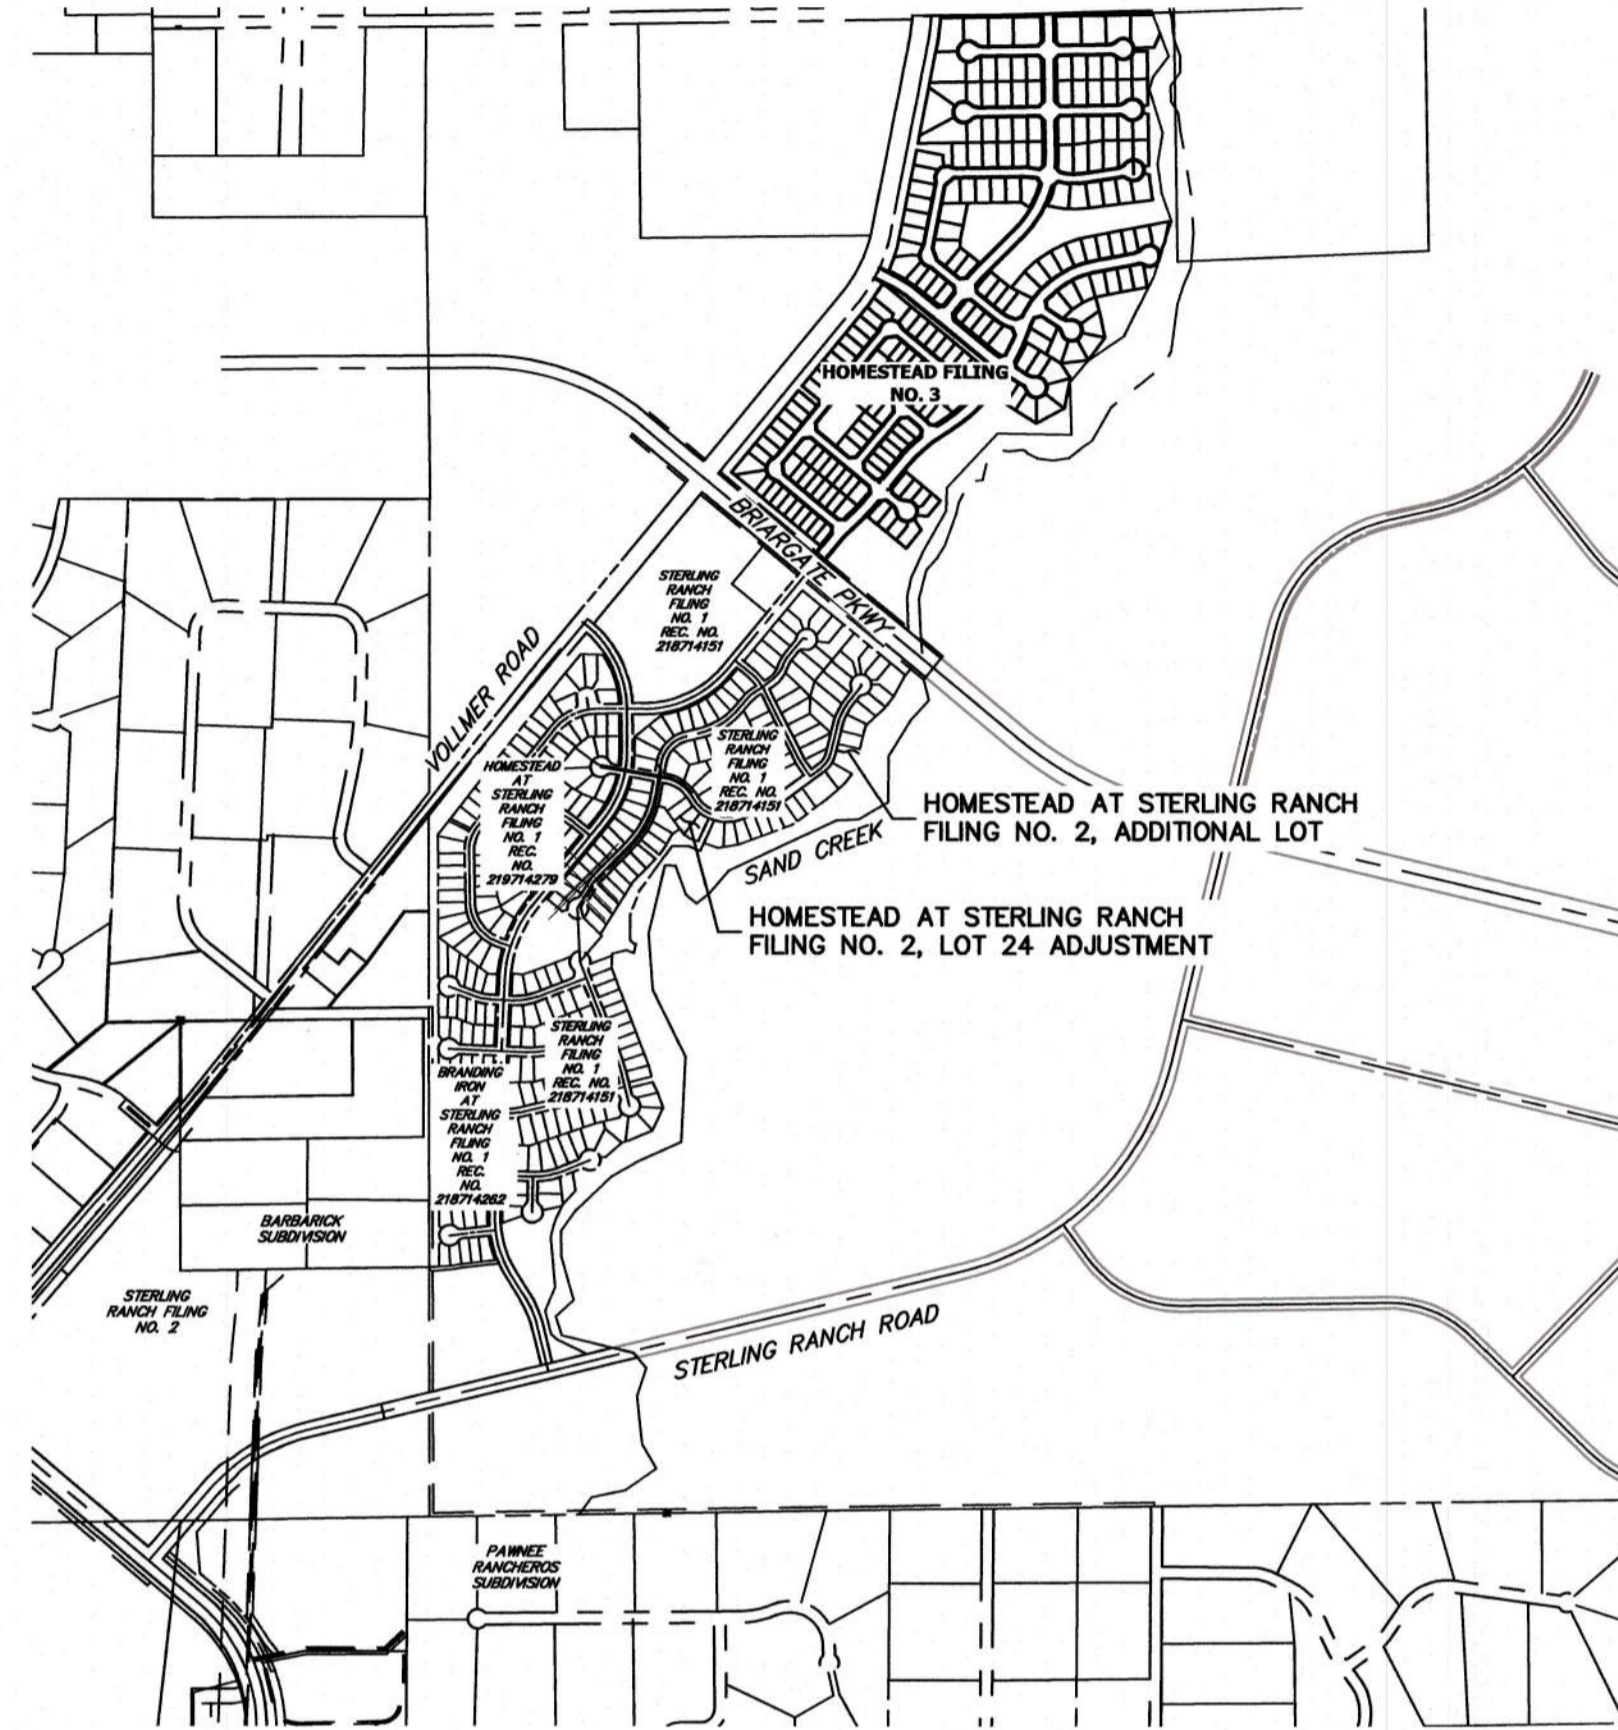 HOMESTEAD FILING
NO. 3
BRIARGATE PKWY
STERLING
RANCH
FILING
NO. 1
REC. NO.
218714151
VOLLMER ROAD
STERLING
RANCH
FILING
NO. 1
REC. NO.
218714151
HOMESTEAD
AT
STERLING
RANCH
FILING
NO. 1
REC.
NO.
219714279
HOMESTEAD AT STERLING RANCH
FILING NO. 2, ADDITIONAL LOT
SAND CREEK
HOMESTEAD AT STERLING RANCH
FILING NO. 2, LOT 24 ADJUSTMENT
STERLING
RANCH
FILING
NO. 1
REC. NO.
218714151
BRANDING
IRON
AT
STERLING
RANCH
FILING
NO. 1
REC.
NO.
218714262
BARBARICK
SUBDIVISION
STERLING
RANCH FILING
NO. 2
STERLING RANCH ROAD
PAWNEE
RANCHEROS
SUBDIVISION